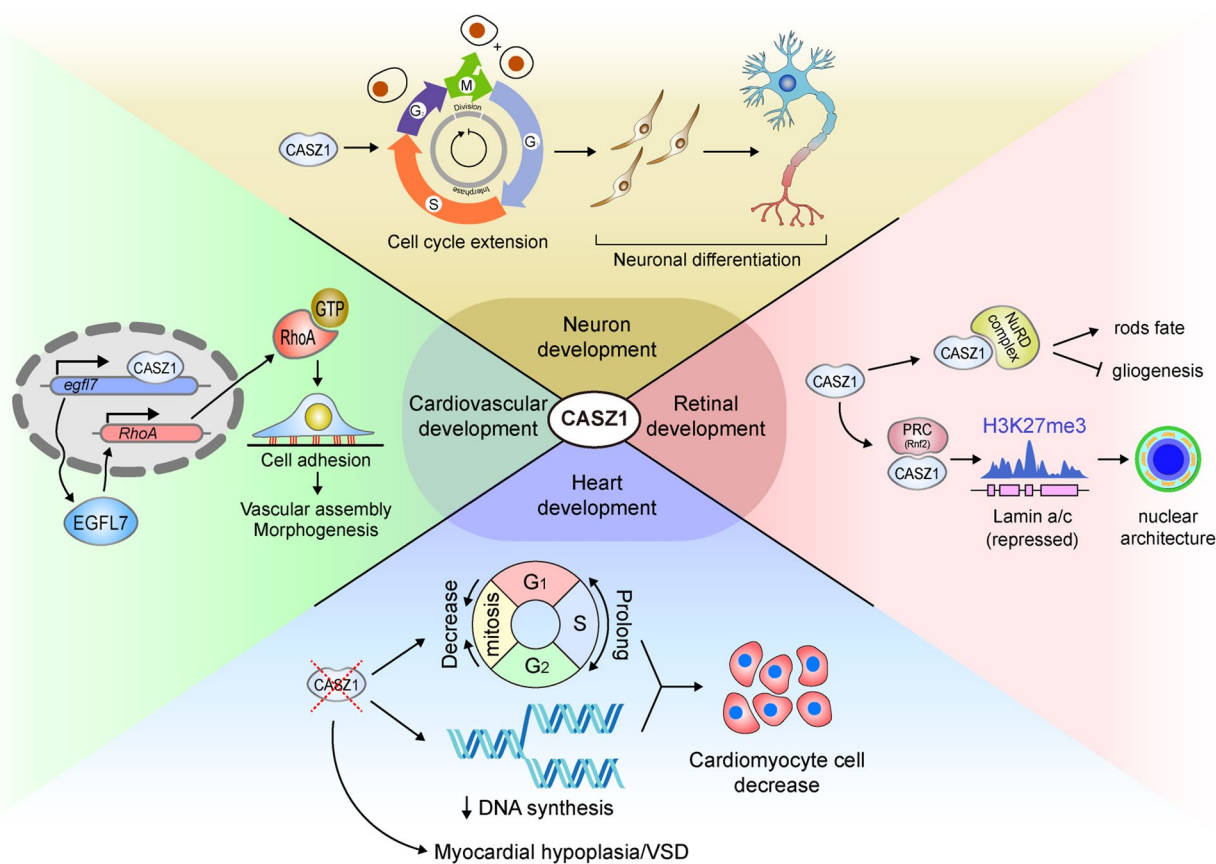 M
G2
G
S
Division
Interphase
CASZ1
Cell cycle extension
Neuronal differentiation
GTP
RhoA
CASZ1
egfl7
RhoA
EGFL7
Cell adhesion
Vascular assembly
Morphogenesis
Neuron
development
Cardiovascular
development
CASZ1
Retinal
development
Heart
development
CASZ1
CASZ1
NuRD
complex
rods fate
gliogenesis
PRC
(Rnf2)
CASZ1
H3K27me3
Lamin a/c
(repressed)
nuclear
architecture
CASZ1
Decrease
mitosis
G1
S
G2
Prolong
↓ DNA synthesis
Cardiomyocyte cell
decrease
Myocardial hypoplasia/VSD